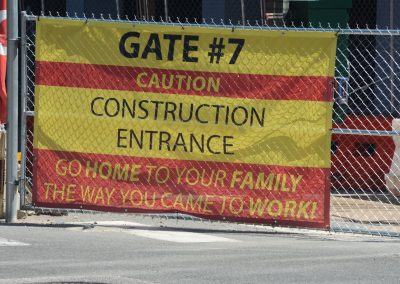 GATE #7
CAUTION
CONSTRUCTION
ENTRANCE
GO HOME TO YOUR FAMILY
THE WAY YOU CAME TO WORK!